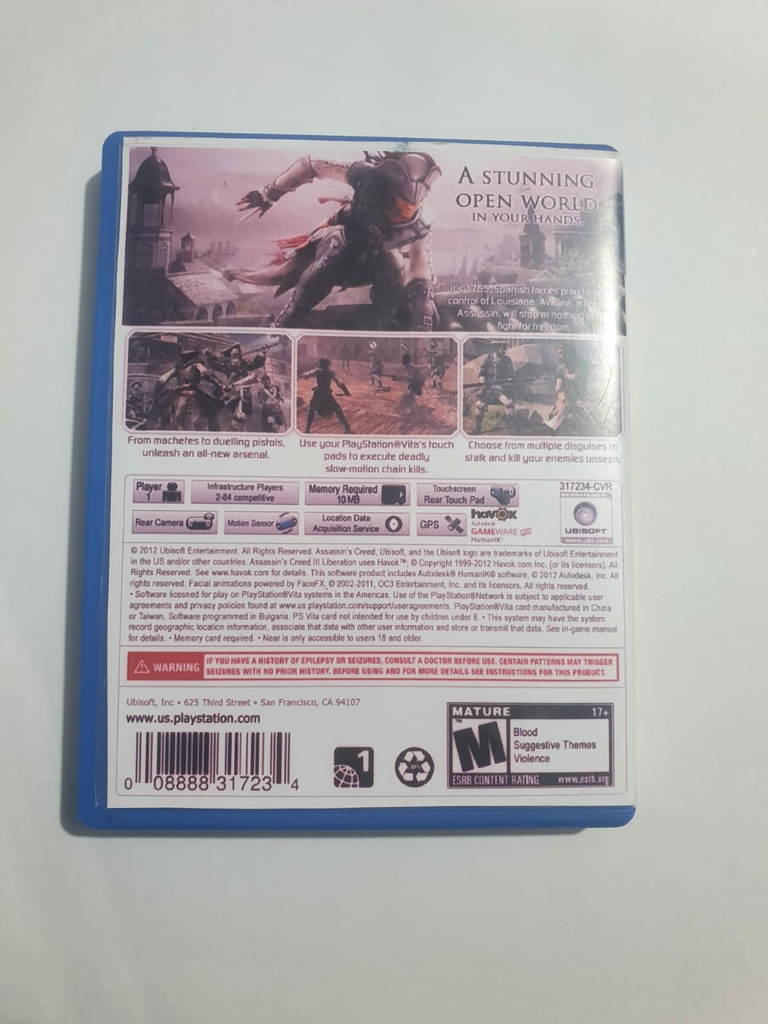 A STUNNING
OPEN WORLD
IN YOUR HANDS
It's 1765, Spanish forces plan to
control of Louisiana. Aveline, a
Assassin, will stop at nothing
fight for freedom.
From machetes to duelling pistols,
unleash an all-new arsenal.
Use your PlayStation®Vita's touch
pads to execute deadly
slow-motion chain kills.
Choose from multiple disguises to
stalk and kill your enemies unseen.
Player
1
Infrastructure Players
2-64 competitive
Memory Required
10 MB
Touchscreen
Rear Touch Pad
317234-CVR
Rear Camera
Motion Sensor
Location Data
Acquisition Service
GPS
havok
Autodesk
GAMEWARE
HumanIK
UBISOFT
www.ubi.com
© 2012 Ubisoft Entertainment. All Rights Reserved. Assassin's Creed, Ubisoft, and the Ubisoft logo are trademarks of Ubisoft Entertainment
in the US and/or other countries. Assassin's Creed III Liberation uses Havok™; © Copyright 1999-2012 Havok.com Inc. (or its licensors). All
Rights Reserved. See www.havok.com for details. This software product includes Autodesk® HumanIK® software, © 2012 Autodesk, Inc. All
rights reserved. Facial animations powered by FaceFX, © 2002-2011, OC3 Entertainment, Inc. and its licensors. All rights reserved.
• Software licesned for play on PlayStation®Vita systems in the Americas. Use of the PlayStation®Network is subject to applicable user
agreements and privacy policies found at www.us.playstation.com/support/useragreements. PlayStation®Vita card manufactured in China
or Taiwan. Software programmed in Bulgaria. PS Vita card not intended for use by children under 6. • This system may have the system
record geographic location information, associate that data with other user information and store or transmit that data. See in-game manual
for details. • Memory card required. • Near is only accessible to users 18 and older.
WARNING
IF YOU HAVE A HISTORY OF EPILEPSY OR SEIZURES, CONSULT A DOCTOR BEFORE USE. CERTAIN PATTERNS MAY TRIGGER
SEIZURES WITH NO PRIOR HISTORY. BEFORE USING AND FOR MORE DETAILS SEE INSTRUCTIONS FOR THIS PRODUCT.
Ubisoft, Inc • 625 Third Street • San Francisco, CA 94107
www.us.playstation.com
0 08888 31723 4
1
MATURE 17+
M
Blood
Suggestive Themes
Violence
ESRB CONTENT RATING www.esrb.org